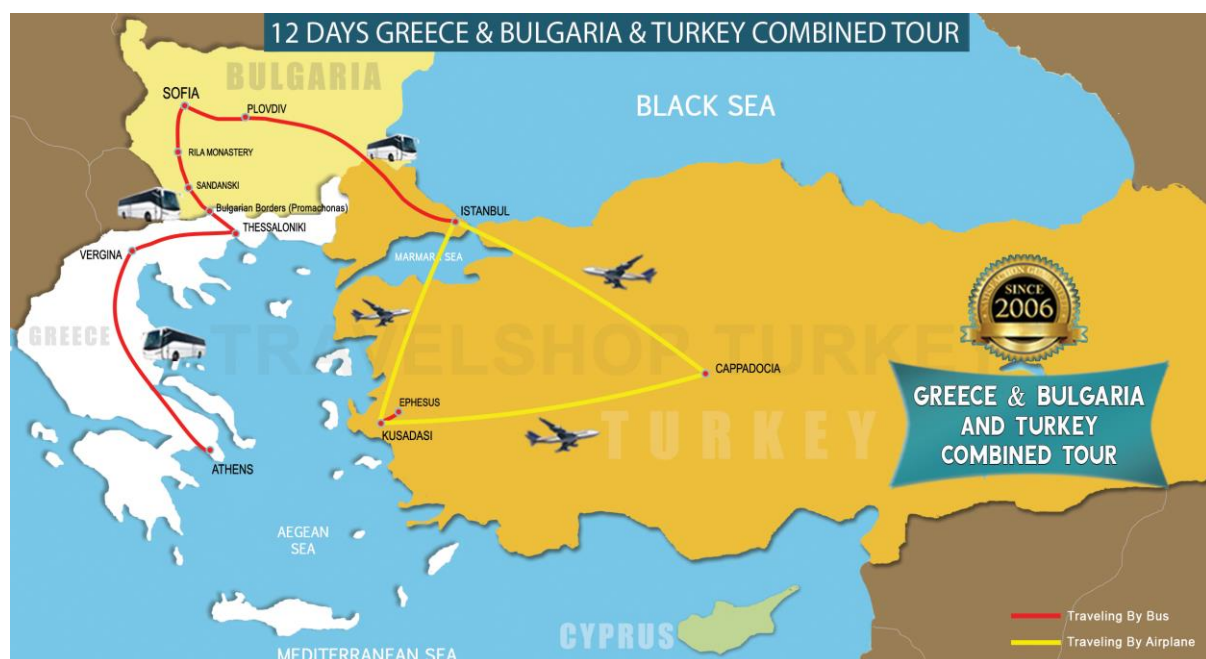 12 DAYS GREECE & BULGARIA & TURKEY COMBINED TOUR
BULGARIA
SOFIA
PLOVDIV
BLACK SEA
RILA MONASTERY
SANDANSKI
Bulgarian Borders (Promachonas)
THESSALONIKI
ISTANBUL
VERGINA
MARMARA SEA
SATISFACTION GUARANTEED
SINCE
2006
GREECE
TRAVELSHOP TURKEY
CAPPADOCIA
GREECE & BULGARIA
AND TURKEY
COMBINED TOUR
EPHESUS
KUSADASI
TURKEY
ATHENS
AEGEAN
SEA
Traveling By Bus
CYPRUS
Traveling By Airplane
MEDITERRANEAN SEA